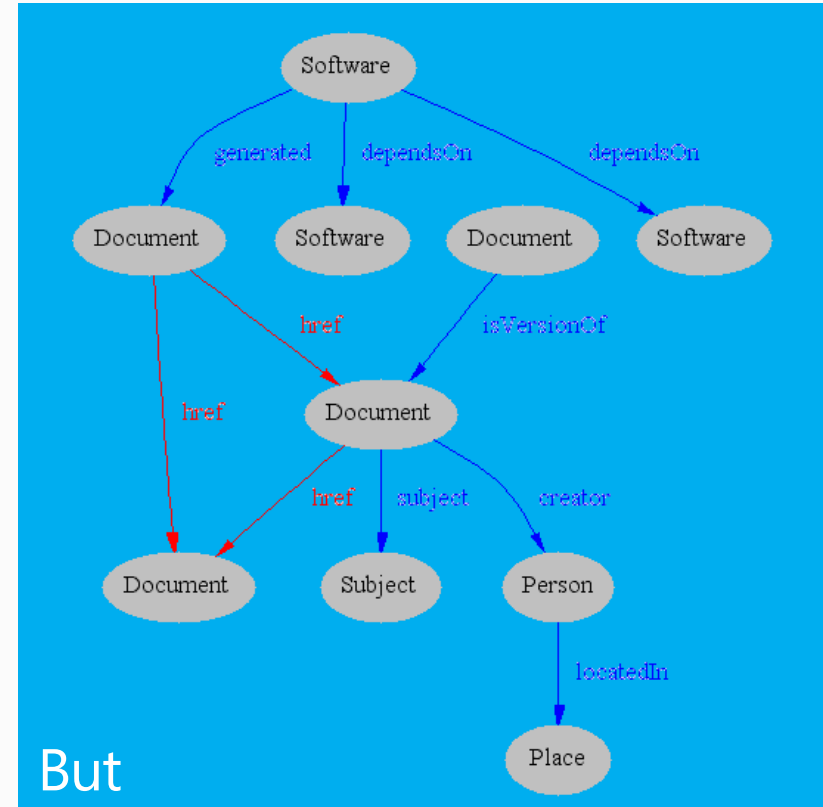 Software
generated dependsOn dependsOn
Document Software Document Software
href isVersionOf
href Document
href subject creator
Document Subject Person
locatedIn
Place
But